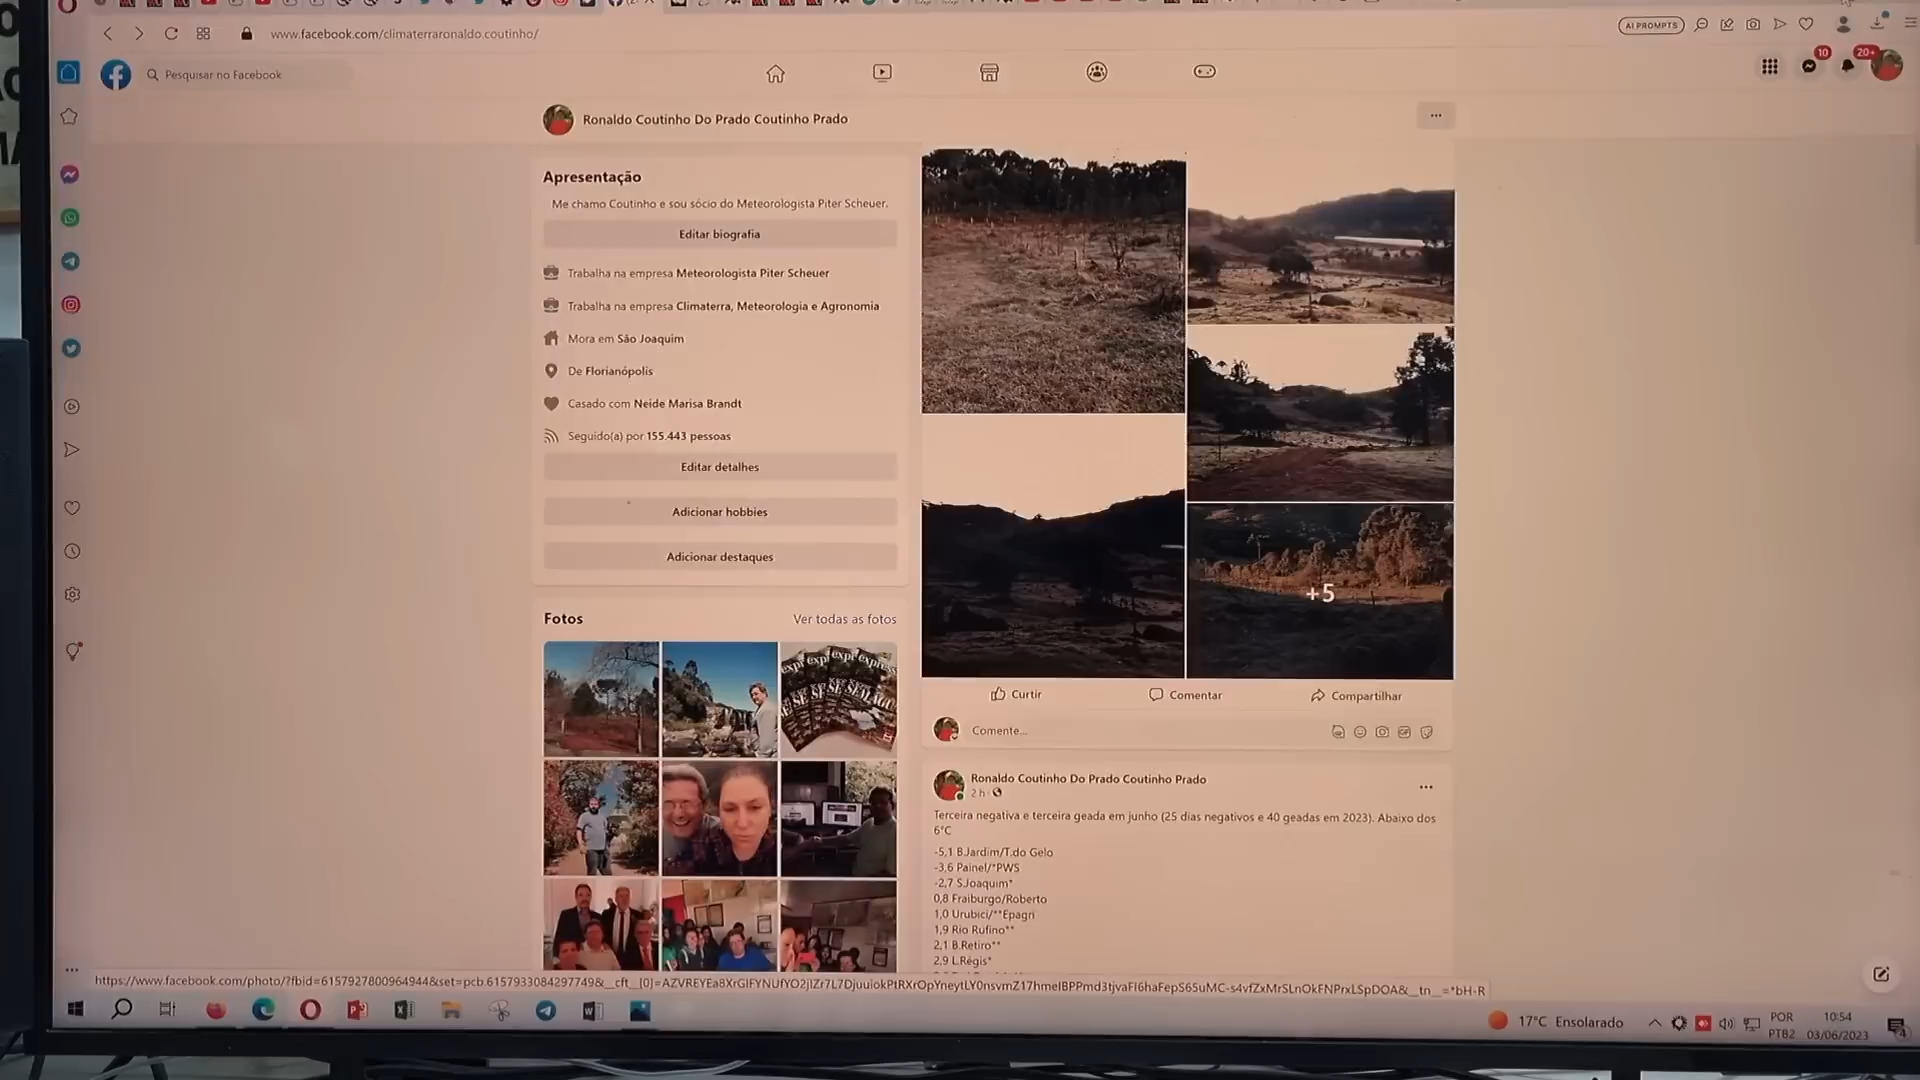 www.facebook.com/climaterraronaldo.coutinho/
AI PROMPTS
Pesquisar no Facebook
10
20+
Ronaldo Coutinho Do Prado Coutinho Prado
Apresentação
Me chamo Coutinho e sou sócio do Meteorologista Piter Scheuer.
Editar biografia
Trabalha na empresa Meteorologista Piter Scheuer
Trabalha na empresa Climaterra, Meteorologia e Agronomia
Mora em São Joaquim
De Florianópolis
Casado com Neide Marisa Brandt
Seguido(a) por 155.443 pessoas
Editar detalhes
Adicionar hobbies
Adicionar destaques
Fotos
Ver todas as fotos
+5
Curtir
Comentar
Compartilhar
Comente...
Ronaldo Coutinho Do Prado Coutinho Prado
2 h
Terceira negativa e terceira geada em junho (25 dias negativos e 40 geadas em 2023). Abaixo dos
6°C
-5,1 B.Jardim/T.do Gelo
-3,6 Painel/*PWS
-2,7 S.Joaquim*
0,8 Fraiburgo/Roberto
1,0 Urubici/**Epagri
1,9 Rio Rufino**
2,1 B.Retiro**
2,9 L.Régis*
17°C Ensolarado
POR
PTB2
10:54
03/06/2023